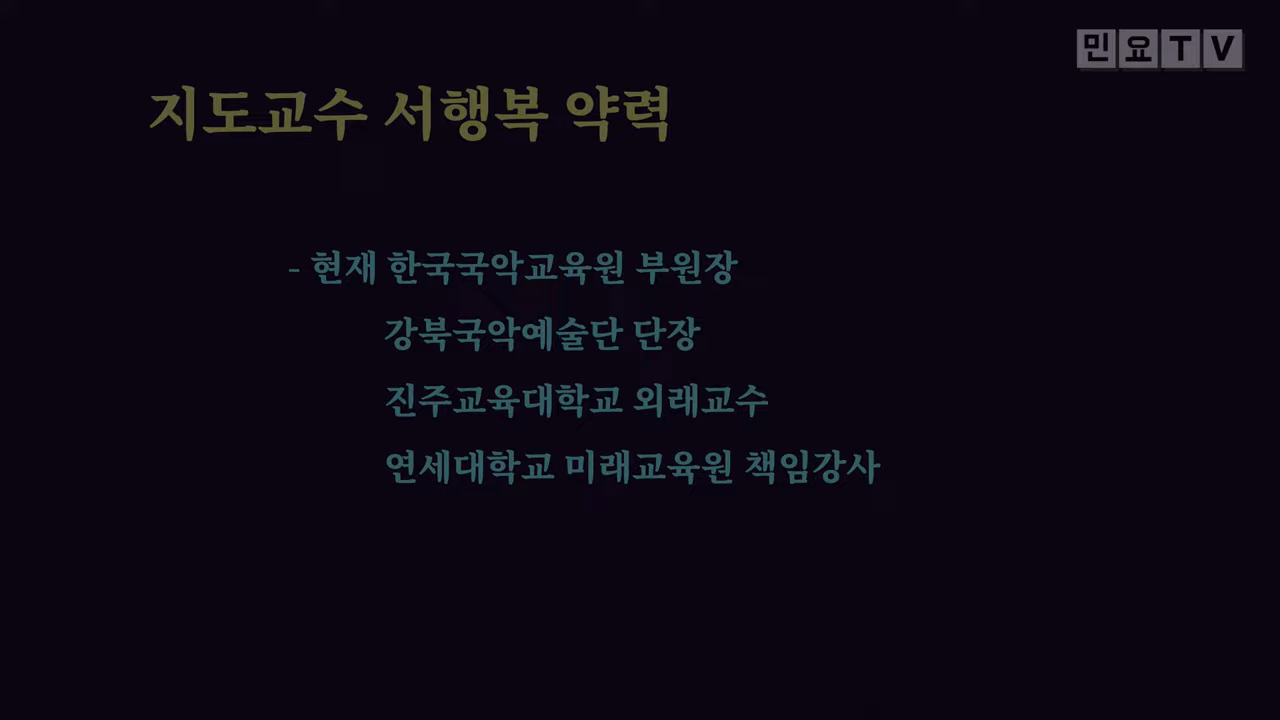 민요TV
지도교수 서행복 약력
- 현재 한국국악교육원 부원장
강북국악예술단 단장
진주교육대학교 외래교수
연세대학교 미래교육원 책임강사